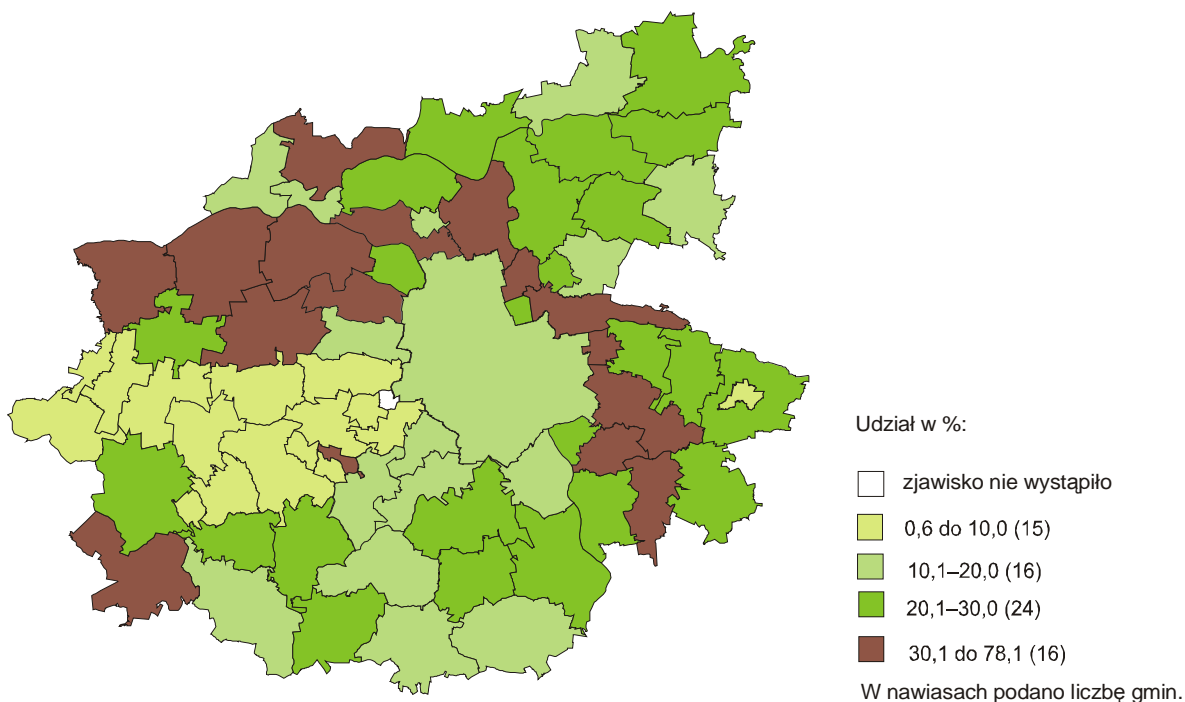 Udział w %:
zjawisko nie wystąpiło
0,6 do 10,0 (15)
10,1–20,0 (16)
20,1–30,0 (24)
30,1 do 78,1 (16)
W nawiasach podano liczbę gmin.